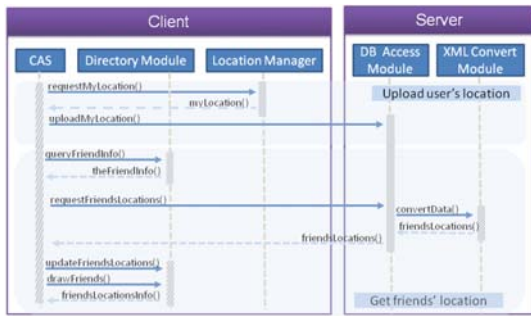 Client
Server
CAS
Directory Module
Location Manager
DB Access Module
XML Convert Module
requestMyLocation()
myLocation()
Upload user's location
uploadMyLocation()
queryFriendInfo()
theFriendInfo()
requestFriendsLocations()
convertData()
friendsLocations()
friendsLocations()
updateFriendsLocations()
drawFriends()
friendsLocationsInfo()
Get friends' location